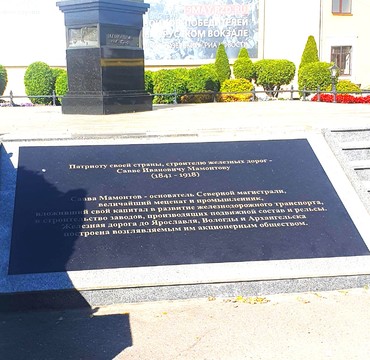 ПОБЕДИТЕЛЕЙ
ВОКЗАЛЕ
Патриоту своей страны, строителю железных дорог -
Савве Ивановичу Мамонтову
(1841 - 1918)
Савва Мамонтов - основатель Северной магистрали,
величайший меценат и промышленник,
вложивший свой капитал в развитие железнодорожного транспорта,
и строительство заводов, производящих подвижной состав и рельсы.
Железная дорога до Ярославля, Вологды и Архангельска
построена возглавляемым им акционерным обществом.